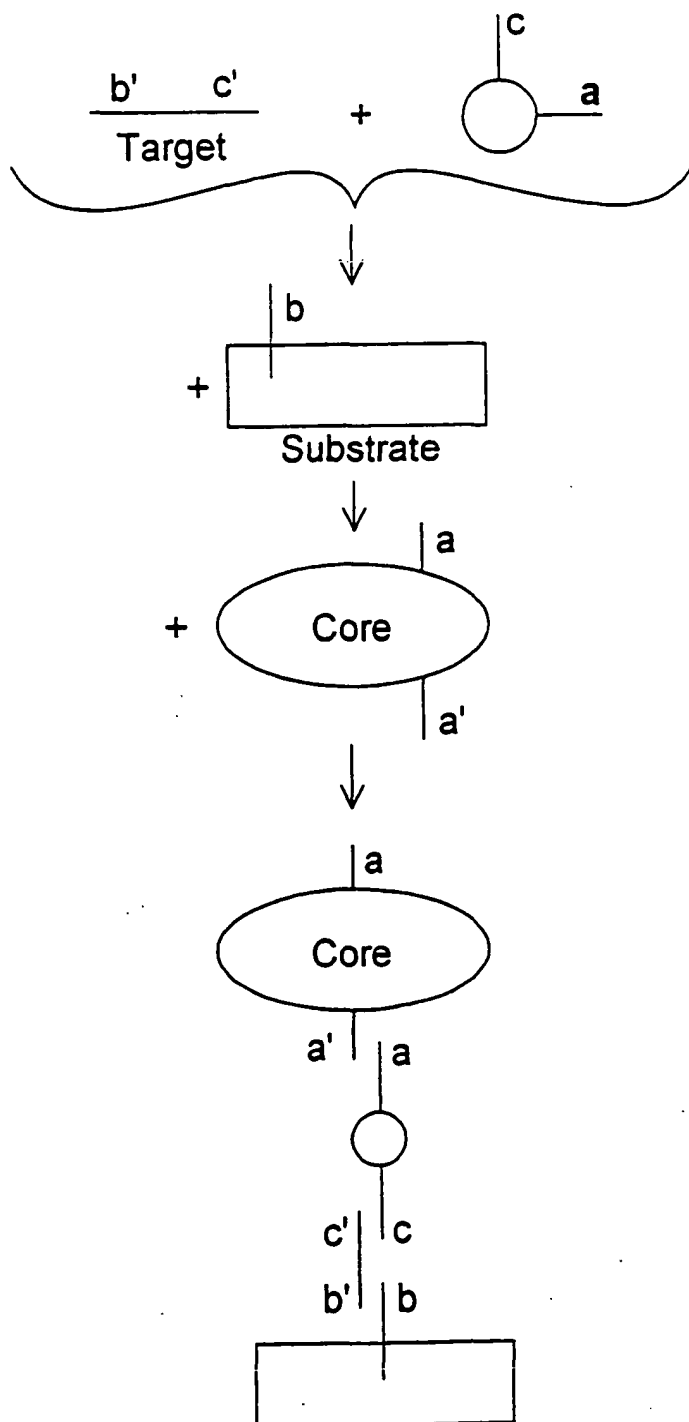 c
b' c' + a
Target
b
+
Substrate
a
+ Core
a'
a
Core
a' a
c' c
b' b